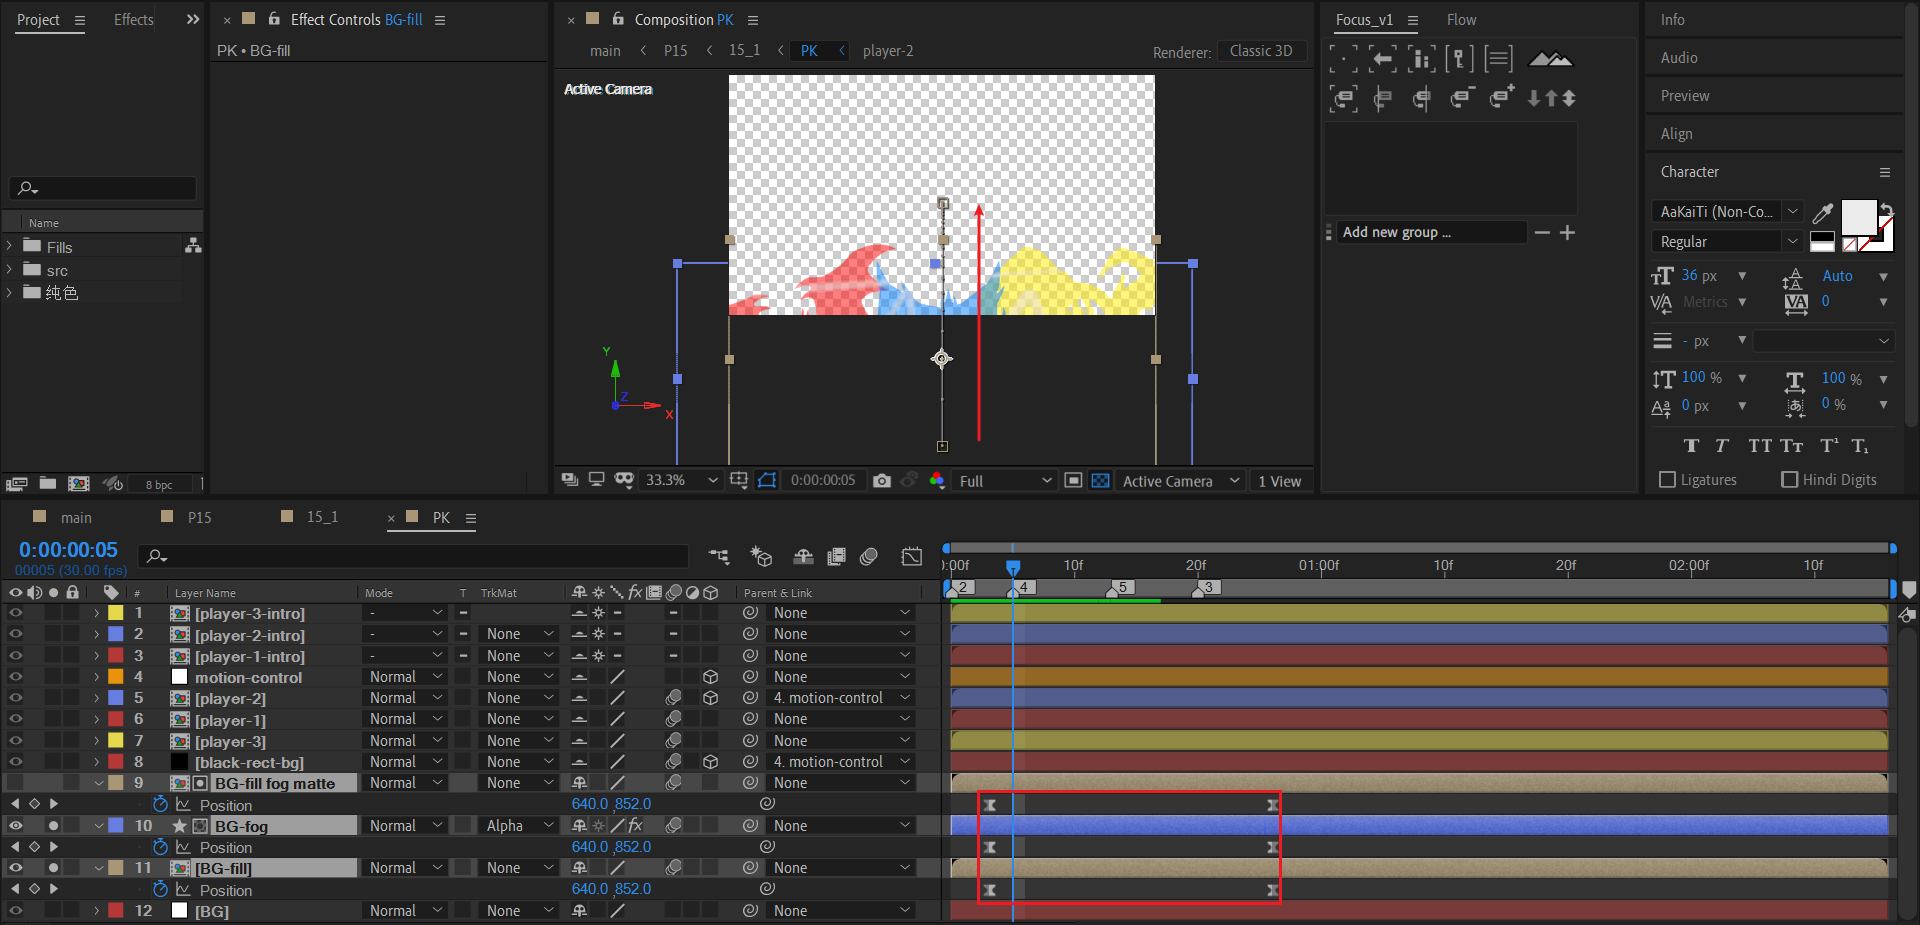 Project
Effects
Effect Controls BG-fill
PK • BG-fill
Name
Fills
src
纯色
8 bpc
Composition PK
main
P15
15_1
PK
player-2
Renderer:
Classic 3D
Active Camera
Y
Z
X
33.3%
0:00:00:05
Full
Active Camera
1 View
Focus_v1
Flow
Add new group ...
Info
Audio
Preview
Align
Character
AaKaiTi (Non-Co...
Regular
36 px
Auto
Metrics
0
- px
100 %
100 %
0 px
0 %
Ligatures
Hindi Digits
main
P15
15_1
PK
0:00:00:05
00005 (30.00 fps)
# Layer Name Mode T TrkMat Parent & Link
):00f 10f 20f 01:00f 10f 20f 02:00f 10f
2 4 5 3
1 [player-3-intro] - None
2 [player-2-intro] - None None
3 [player-1-intro] - None None
4 motion-control Normal None None
5 [player-2] Normal None 4. motion-control
6 [player-1] Normal None None
7 [player-3] Normal None None
8 [black-rect-bg] Normal None 4. motion-control
9 BG-fill fog matte Normal None None
Position 640.0 ,852.0
10 BG-fog Normal Alpha None
Position 640.0 ,852.0
11 [BG-fill] Normal None None
Position 640.0 ,852.0
12 [BG] Normal None None